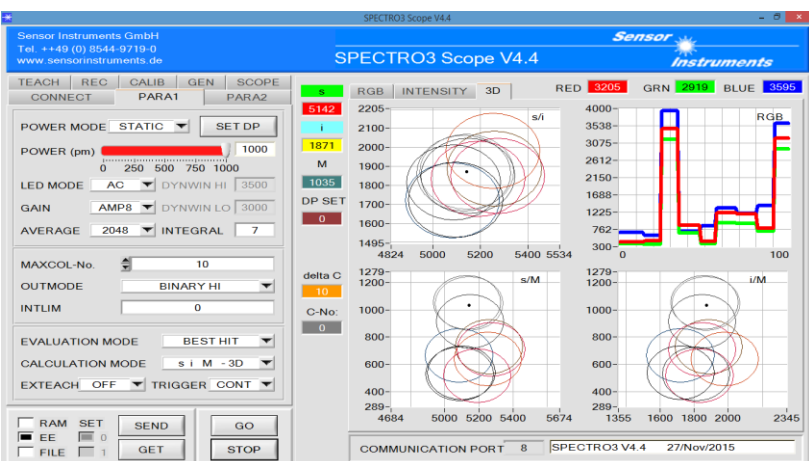 SPECTRO3 Scope V4.4
Sensor Instruments GmbH
Tel. ++49 (0) 8544-9719-0
www.sensorinstruments.de
SPECTRO3 Scope V4.4
Sensor
Instruments
TEACH REC CALIB GEN SCOPE
CONNECT PARA1 PARA2
POWER MODE STATIC SET DP
POWER (pm) 1000
0 250 500 750 1000
LED MODE AC DYNWIN HI 3500
GAIN AMP8 DYNWIN LO 3000
AVERAGE 2048 INTEGRAL 7
MAXCOL-No. 10
OUTMODE BINARY HI
INTLIM 0
EVALUATION MODE BEST HIT
CALCULATION MODE s i M - 3D
EXTEACH OFF TRIGGER CONT
RAM SET SEND GO
EE 0
FILE 1 GET STOP
s
5142
i
1871
M
1035
DP SET
0
delta C
10
C-No:
0
RGB INTENSITY 3D RED 3205 GRN 2919 BLUE 3595
s/i
2205-
2100-
2000-
1900-
1800-
1700-
1600-
1495-
4824 5000 5200 5400 5534
RGB
4000-
3538-
3075-
2612-
2150-
1688-
1225-
762-
300-
0 100
s/M
1279-
1200-
1000-
800-
600-
400-
289-
4684 5000 5200 5400 5674
i/M
1279-
1200-
1000-
800-
600-
400-
289-
1355 1600 1800 2000 2345
COMMUNICATION PORT 8 SPECTRO3 V4.4 27/Nov/2015